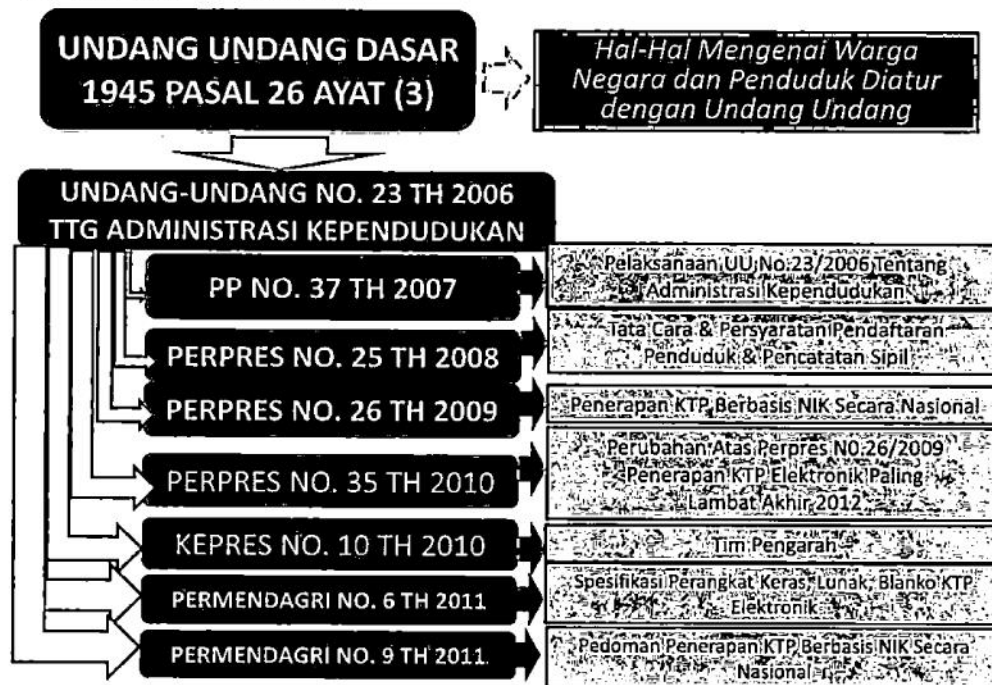 UNDANG UNDANG DASAR
1945 PASAL 26 AYAT (3)
Hal-Hal Mengenai Warga
Negara dan Penduduk Diatur
dengan Undang Undang
UNDANG-UNDANG NO. 23 TH 2006
TTG ADMINISTRASI KEPENDUDUKAN
PP NO. 37 TH 2007
Pelaksanaan UU No.23/2006 Tentang
Administrasi Kependudukan
PERPRES NO. 25 TH 2008
Tata Cara & Persyaratan Pendaftaran
Penduduk & Pencatatan Sipil
PERPRES NO. 26 TH 2009
Penerapan KTP Berbasis NIK Secara Nasional
PERPRES NO. 35 TH 2010
Perubahan Atas Perpres N0.26/2009
Penerapan KTP Elektronik Paling
Lambat Akhir 2012
KEPRES NO. 10 TH 2010
Tim Pengarah
PERMENDAGRI NO. 6 TH 2011
Spesifikasi Perangkat Keras, Lunak, Blanko KTP
Elektronik
PERMENDAGRI NO. 9 TH 2011
Pedoman Penerapan KTP Berbasis NIK Secara
Nasional